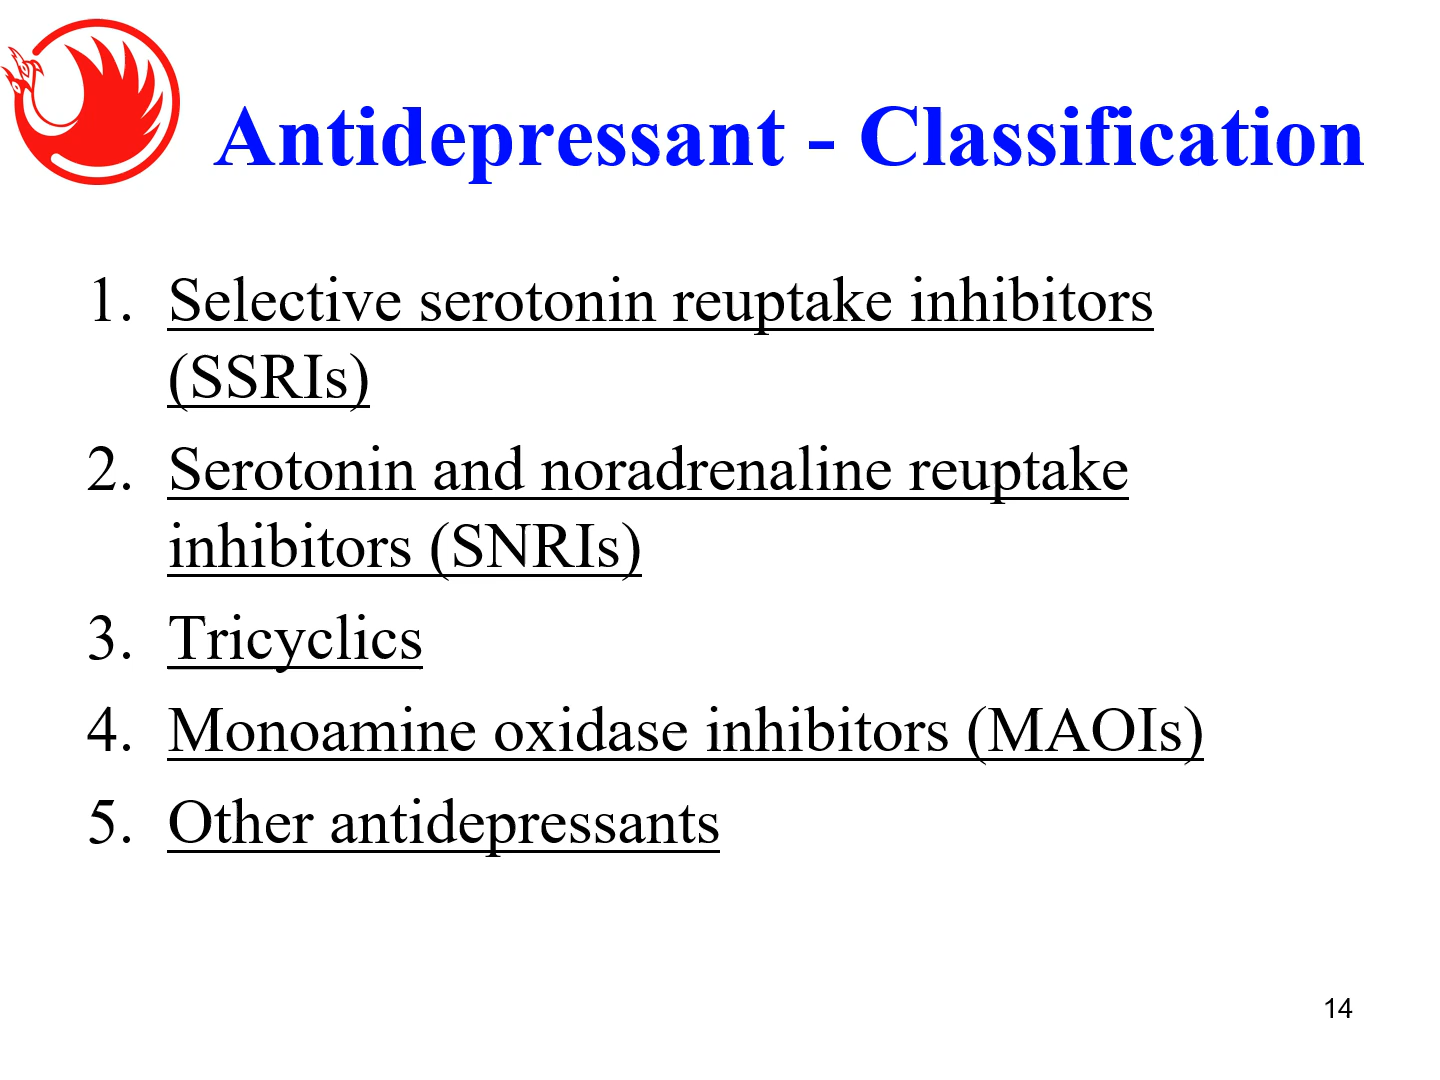 Antidepressant - Classification
1. Selective serotonin reuptake inhibitors
(SSRIs)
2. Serotonin and noradrenaline reuptake
inhibitors (SNRIs)
3. Tricyclics
4. Monoamine oxidase inhibitors (MAOIs)
5. Other antidepressants
14